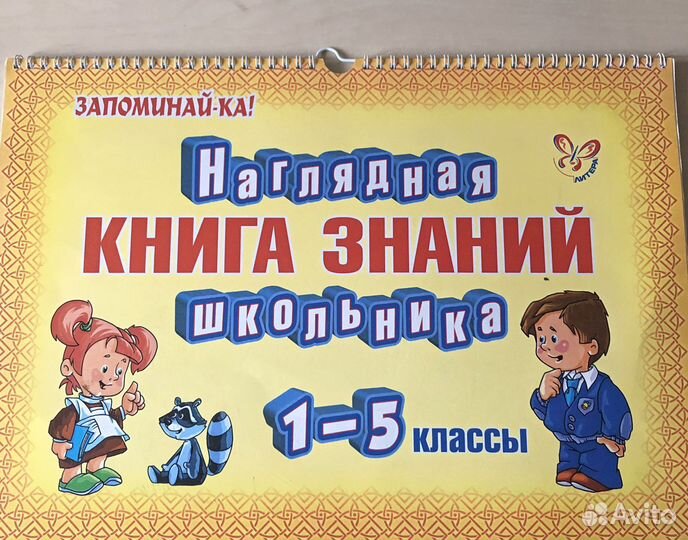 ЗАПОМИНАЙ-КА!
НАГЛЯДНАЯ
ЛИТЕРА
КНИГА ЗНАНИЙ
ШКОЛЬНИКА
1-5 КЛАССЫ
Avito